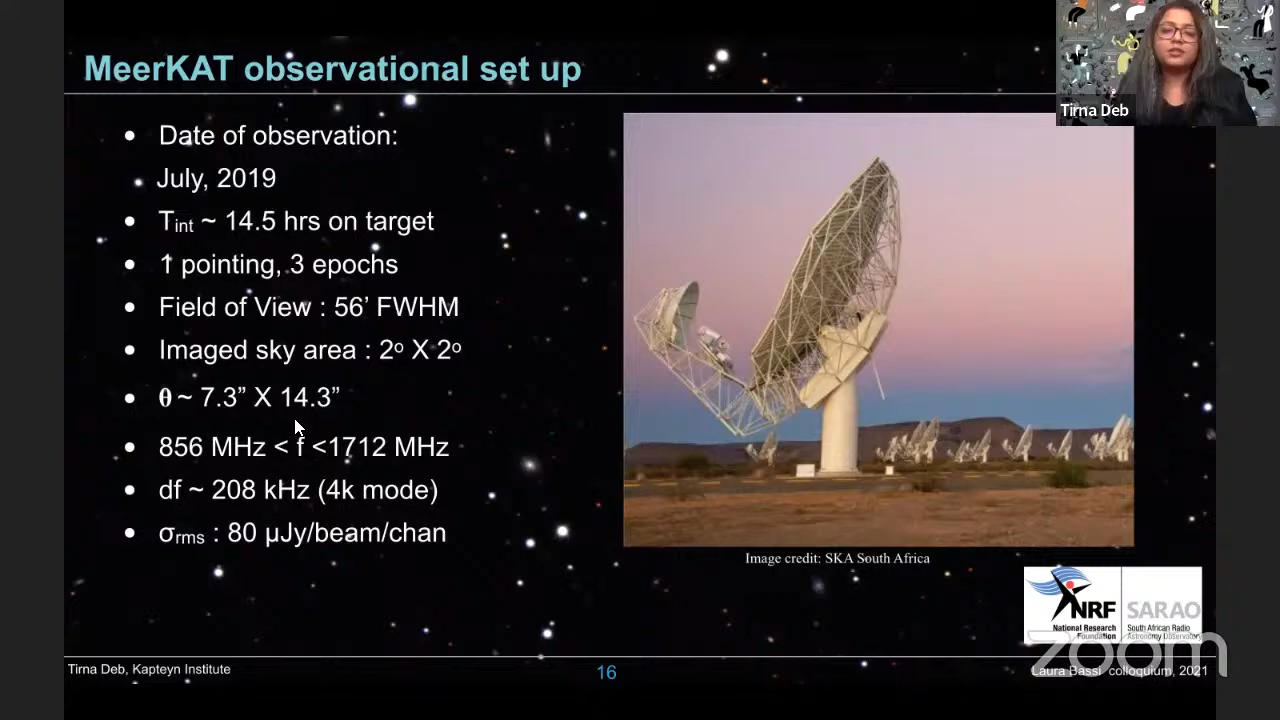 MeerKAT observational set up
Tirna Deb
• Date of observation:
July, 2019
• Tint ~ 14.5 hrs on target
• 1 pointing, 3 epochs
• Field of View : 56’ FWHM
• Imaged sky area : 2º X 2º
• θ ~ 7.3” X 14.3”
• 856 MHz < f <1712 MHz
• df ~ 208 kHz (4k mode)
• σrms : 80 μJy/beam/chan
Image credit: SKA South Africa
NRF
National Research
Foundation
SARAO
South African Radio
Astronomy Observatory
zoom
Tirna Deb, Kapteyn Institute
16
Laura Bassi colloquium, 2021